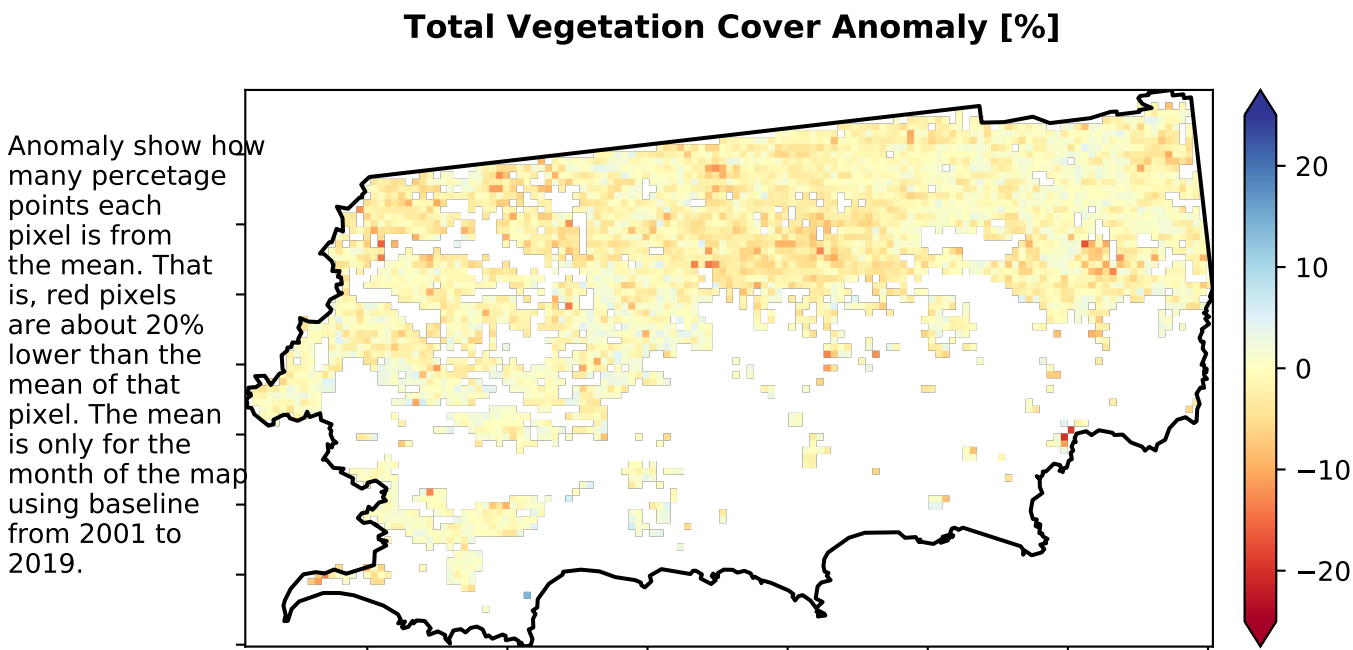 Total Vegetation Cover Anomaly [%]
Anomaly show how
many percetage
points each
pixel is from
the mean. That
is, red pixels
are about 20%
lower than the
mean of that
pixel. The mean
is only for the
month of the map
using baseline
from 2001 to
2019.
20
10
0
−10
−20